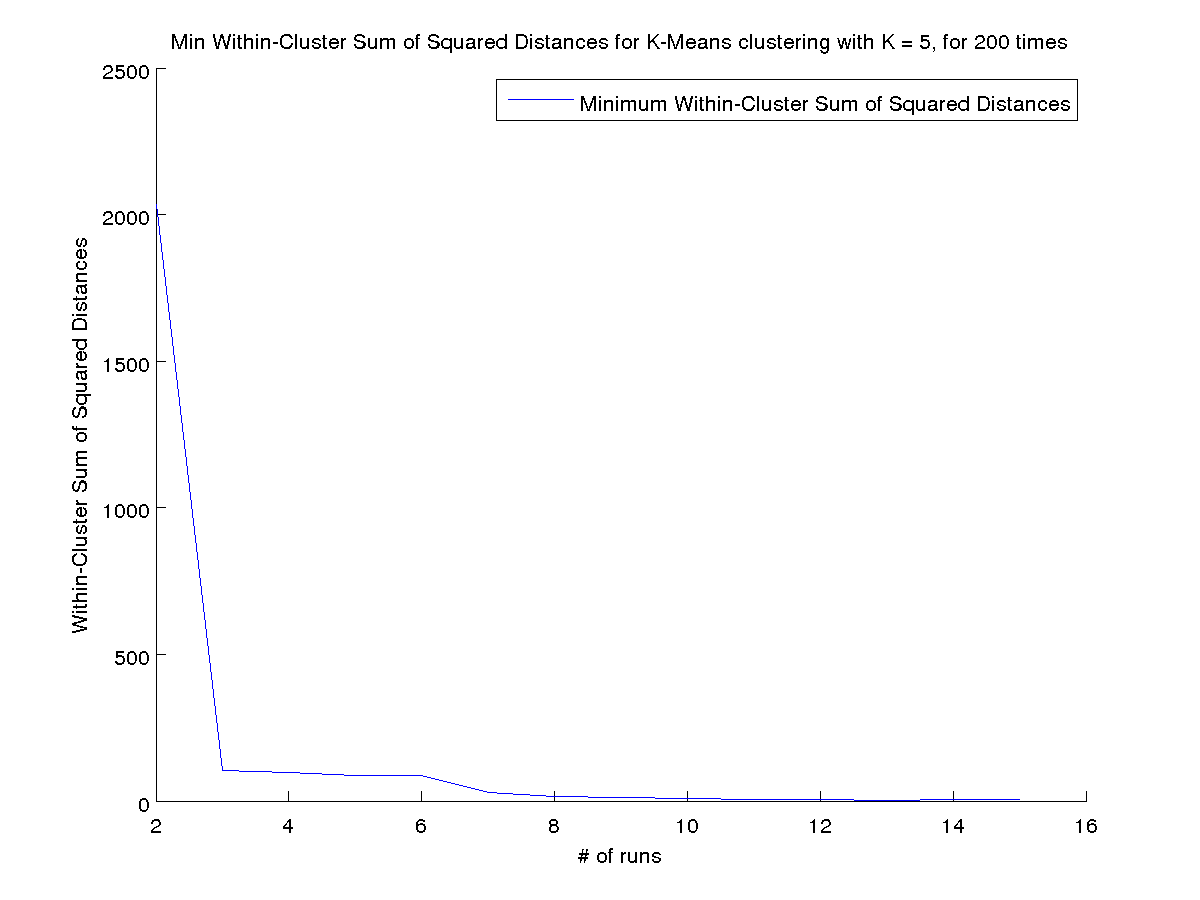 Min Within-Cluster Sum of Squared Distances for K-Means clustering with K = 5, for 200 times
Minimum Within-Cluster Sum of Squared Distances
2500
2000
1500
1000
500
0
Within-Cluster Sum of Squared Distances
2 4 6 8 10 12 14 16
# of runs